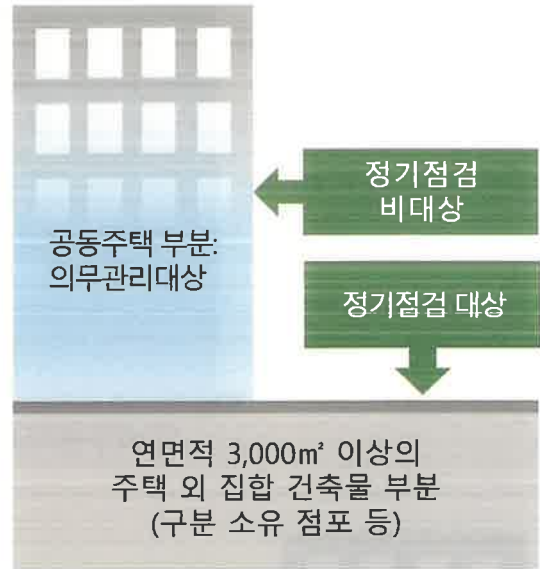 정기점검
비대상
공동주택 부분:
의무관리대상
정기점검 대상
연면적 3,000㎡ 이상의
주택 외 집합 건축물 부분
(구분 소유 점포 등)